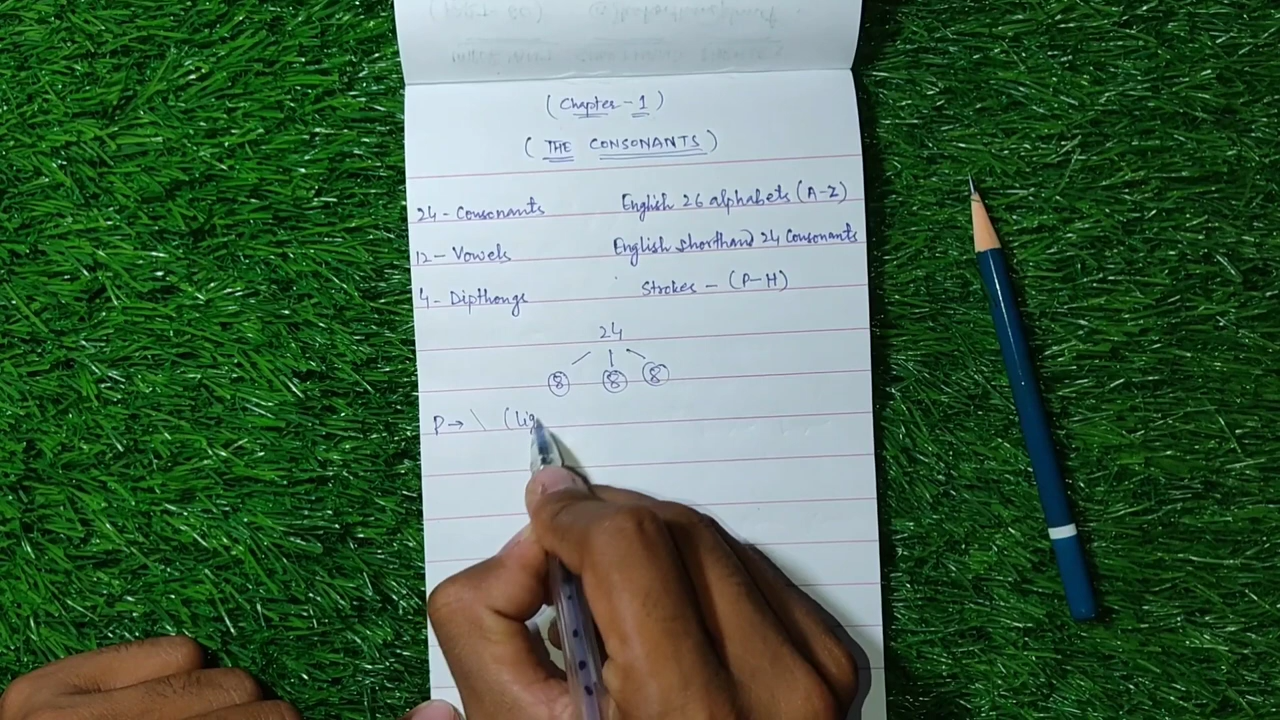 ( Chapter - 1 )
( THE CONSONANTS )
24 - Consonants English 26 alphabets (A-Z)
12 - Vowels English shorthand 24 Consonants
4 - Dipthongs Strokes - (P-H)
24
8 8 8
P → \ (Lig